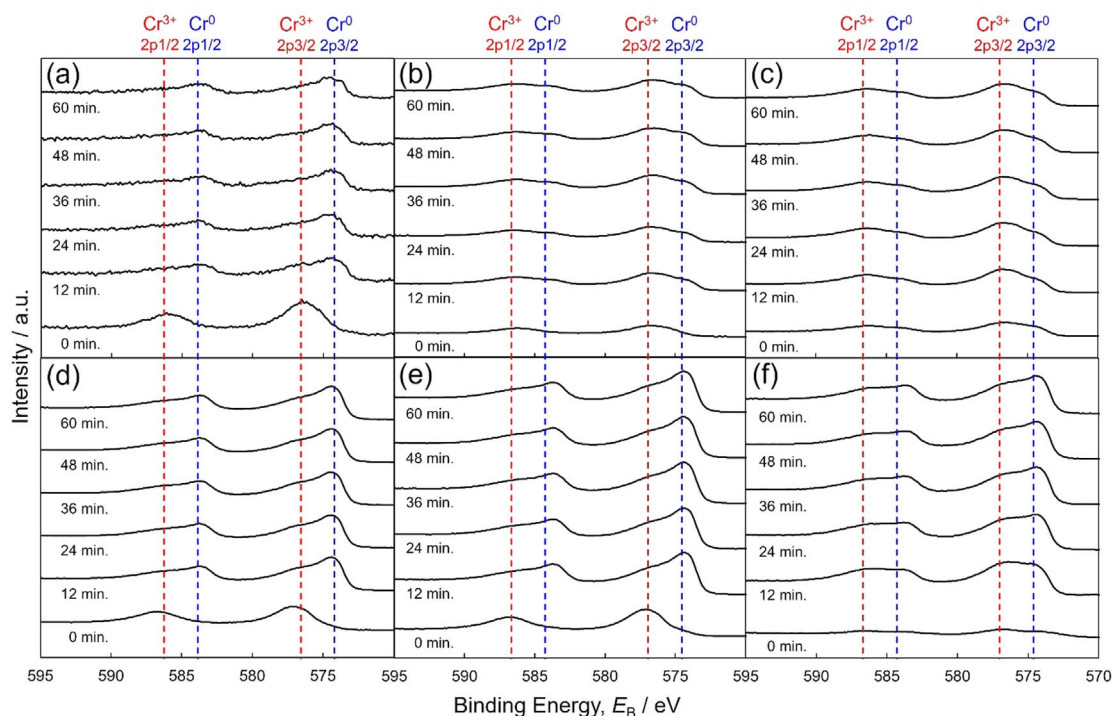 Cr3+ Cr0 Cr3+ Cr0 Cr3+ Cr0 Cr3+ Cr0 Cr3+ Cr0 Cr3+ Cr0
2p1/2 2p1/2 2p3/2 2p3/2 2p1/2 2p1/2 2p3/2 2p3/2 2p1/2 2p1/2 2p3/2 2p3/2
(a)
60 min.
48 min.
36 min.
24 min.
12 min.
0 min.
(b)
60 min.
48 min.
36 min.
24 min.
12 min.
0 min.
(c)
60 min.
48 min.
36 min.
24 min.
12 min.
0 min.
Intensity / a.u.
(d)
60 min.
48 min.
36 min.
24 min.
12 min.
0 min.
(e)
60 min.
48 min.
36 min.
24 min.
12 min.
0 min.
(f)
60 min.
48 min.
36 min.
24 min.
12 min.
0 min.
595 590 585 580 575 595 590 585 580 575 595 590 585 580 575 570
Binding Energy, EB / eV